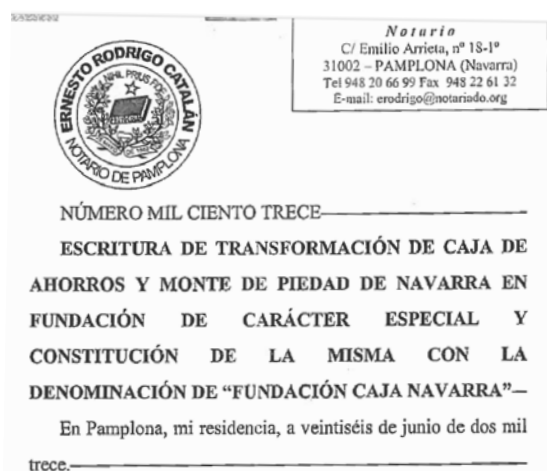 ERNESTO RODRIGO CATALÁN
NIHIL PRIUS FIDE
NOTARIO DE PAMPLONA
Notario
C/ Emilio Arrieta, nº 18-1º
31002 – PAMPLONA (Navarra)
Tel 948 20 66 99 Fax 948 22 61 32
E-mail: erodrigo@notariado.org
NÚMERO MIL CIENTO TRECE
ESCRITURA DE TRANSFORMACIÓN DE CAJA DE
AHORROS Y MONTE DE PIEDAD DE NAVARRA EN
FUNDACIÓN DE CARÁCTER ESPECIAL Y
CONSTITUCIÓN DE LA MISMA CON LA
DENOMINACIÓN DE “FUNDACIÓN CAJA NAVARRA”—
En Pamplona, mi residencia, a veintiséis de junio de dos mil
trece.